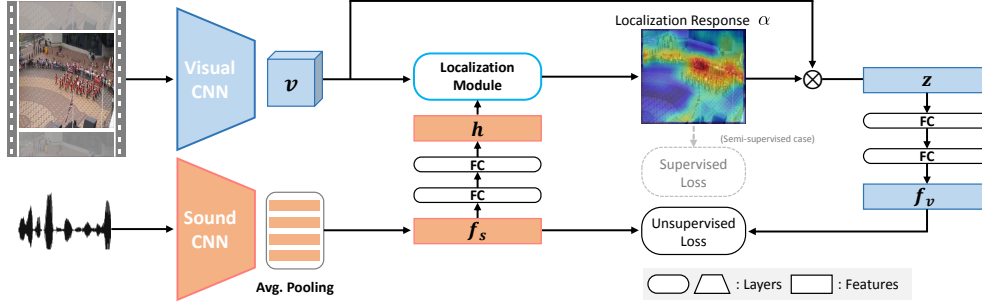 Localization Response α
Visual
CNN
v
Localization
Module
z
FC
h
(Semi-supervised case)
FC
FC
Supervised
Loss
FC
f_v
Sound
CNN
f_s
Unsupervised
Loss
Avg. Pooling
: Layers
: Features